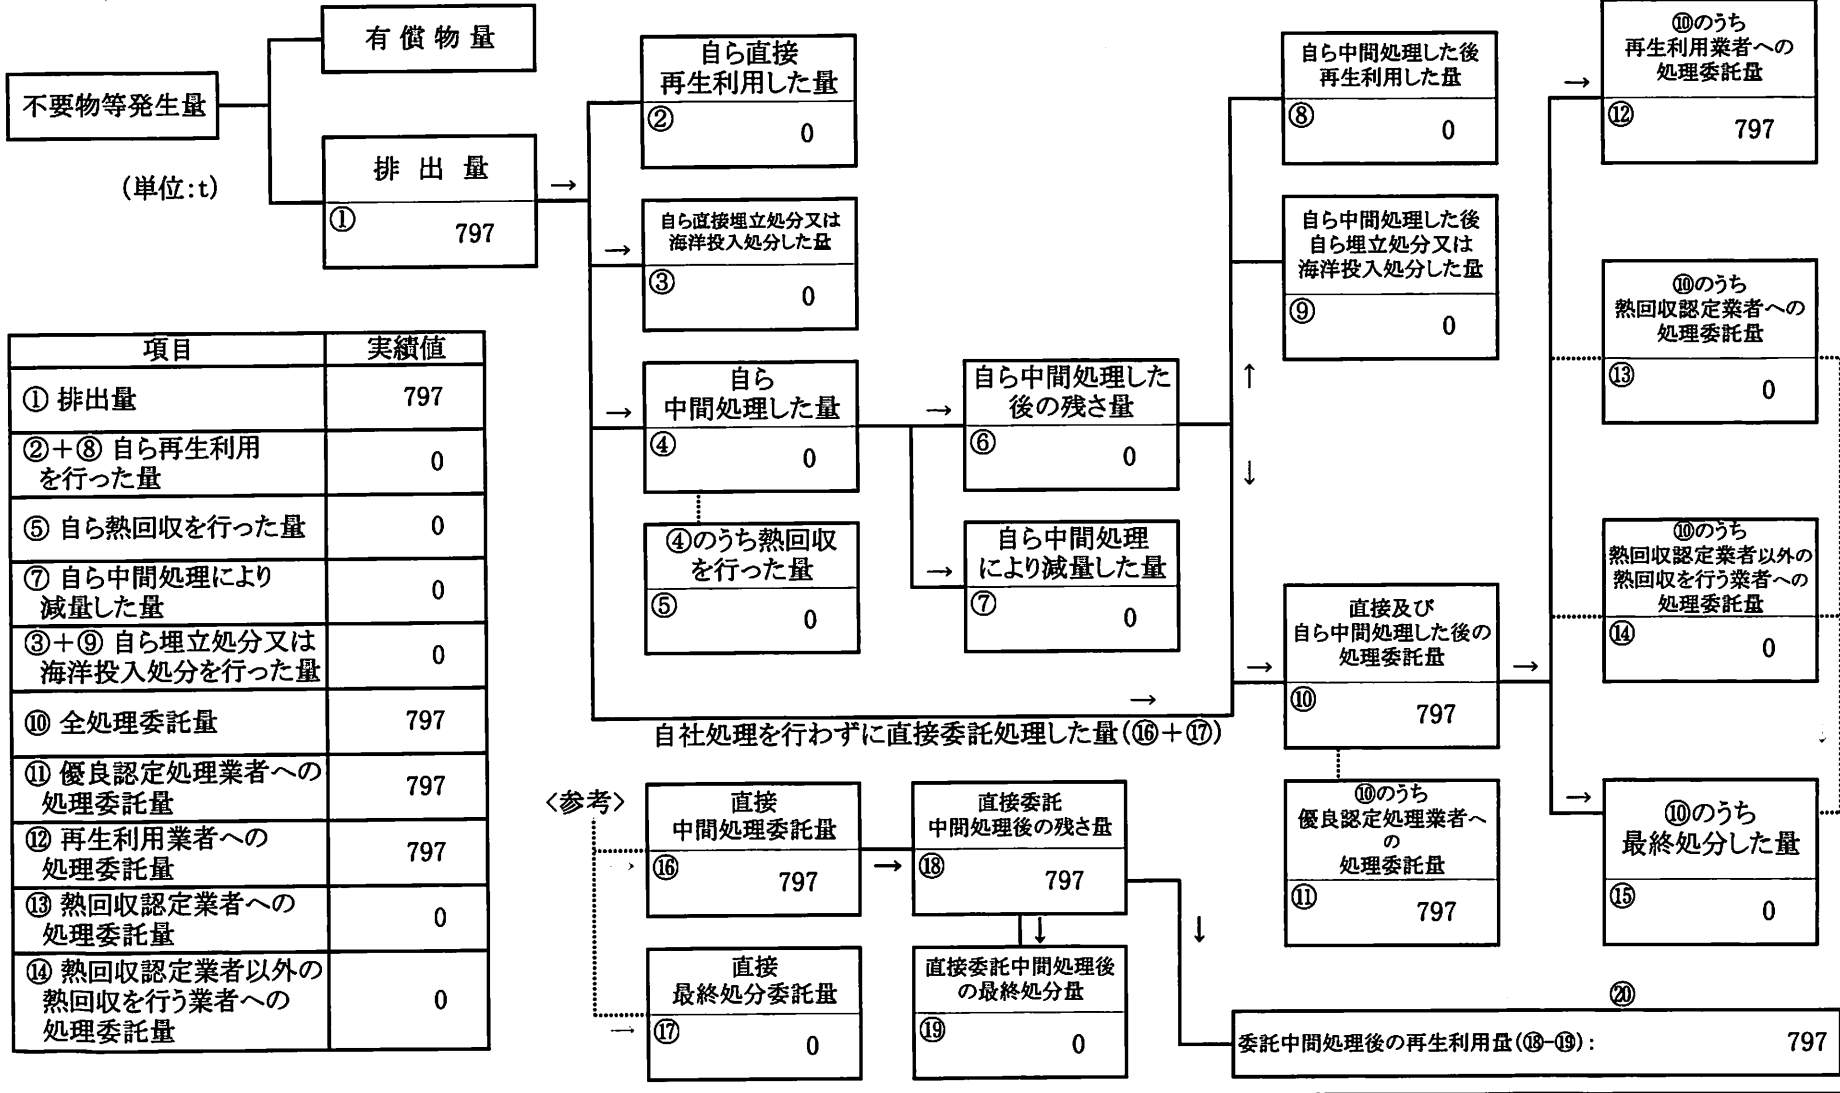 不要物等発生量
有償物量
(単位:t)
排出量
①
797
→
自ら直接
再生利用した量
②
0
→
自ら直接埋立処分又は
海洋投入処分した量
③
0
→
自ら
中間処理した量
④
0
④のうち熱回収
を行った量
⑤
0
→
自ら中間処理した
後の残さ量
⑥
0
→
自ら中間処理
により減量した量
⑦
0
→
自社処理を行わずに直接委託処理した量(⑯+⑰)
自ら中間処理した後
再生利用した量
⑧
0
自ら中間処理した後
自ら埋立処分又は
海洋投入処分した量
⑨
0
↑
↓
→
直接及び
自ら中間処理した後の
処理委託量
⑩
797
⑩のうち
優良認定処理業者へ
の
処理委託量
⑪
797
→
→
⑩のうち
再生利用業者への
処理委託量
⑫
797
⑩のうち
熱回収認定業者への
処理委託量
⑬
0
⑩のうち
熱回収認定業者以外の
熱回収を行う業者への
処理委託量
⑭
0
↓
→
⑩のうち
最終処分した量
⑮
0
項目 実績値
① 排出量 797
②+⑧ 自ら再生利用
を行った量 0
⑤ 自ら熱回収を行った量 0
⑦ 自ら中間処理により
減量した量 0
③+⑨ 自ら埋立処分又は
海洋投入処分を行った量 0
⑩ 全処理委託量 797
⑪ 優良認定処理業者への
処理委託量 797
⑫ 再生利用業者への
処理委託量 797
⑬ 熱回収認定業者への
処理委託量 0
⑭ 熱回収認定業者以外の
熱回収を行う業者への
処理委託量 0
<参考>
→
直接
中間処理委託量
⑯
797
→
直接委託
中間処理後の残さ量
⑱
797
→
直接
最終処分委託量
⑰
0
↓
直接委託中間処理後
の最終処分量
⑲
0
↓
⑳
委託中間処理後の再生利用量(⑱-⑲): 797